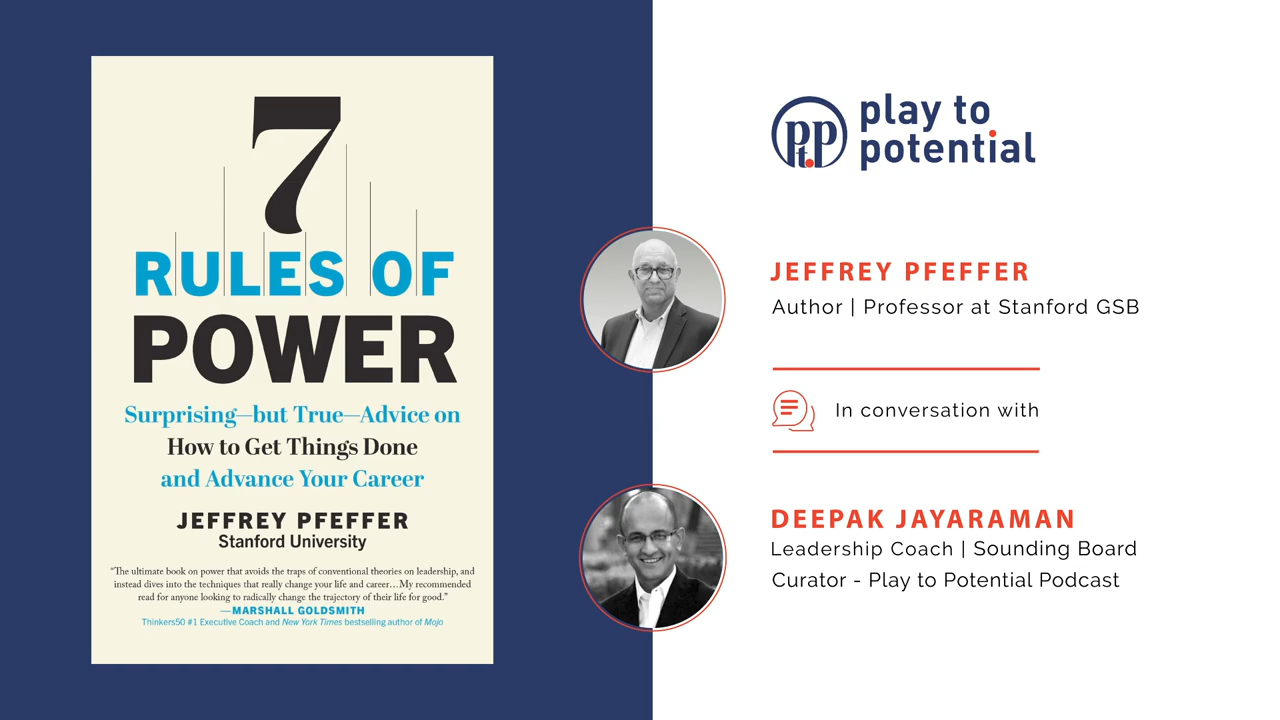 7
RULES OF
POWER
Surprising—but True—Advice on
How to Get Things Done
and Advance Your Career
JEFFREY PFEFFER
Stanford University
“The ultimate book on power that avoids the traps of conventional theories on leadership, and
instead dives into the techniques that really change your life and career…My recommended
read for anyone looking to radically change the trajectory of their life for good.”
—MARSHALL GOLDSMITH
Thinkers50 #1 Executive Coach and New York Times bestselling author of Mojo
pt.p
play to
potential
JEFFREY PFEFFER
Author | Professor at Stanford GSB
In conversation with
DEEPAK JAYARAMAN
Leadership Coach | Sounding Board
Curator - Play to Potential Podcast